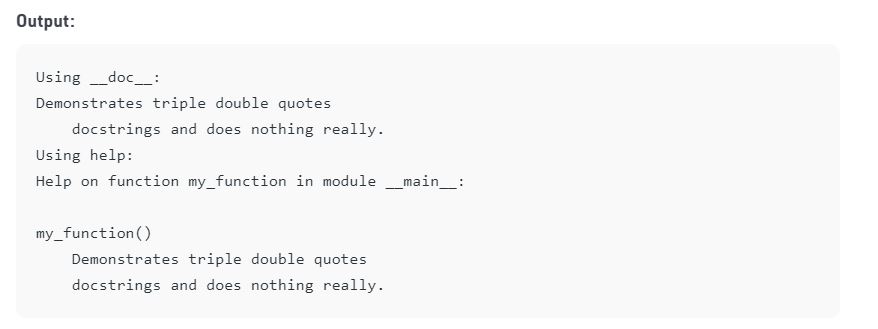 Output:
Using __doc__:
Demonstrates triple double quotes
    docstrings and does nothing really.
Using help:
Help on function my_function in module __main__:

my_function()
    Demonstrates triple double quotes
    docstrings and does nothing really.